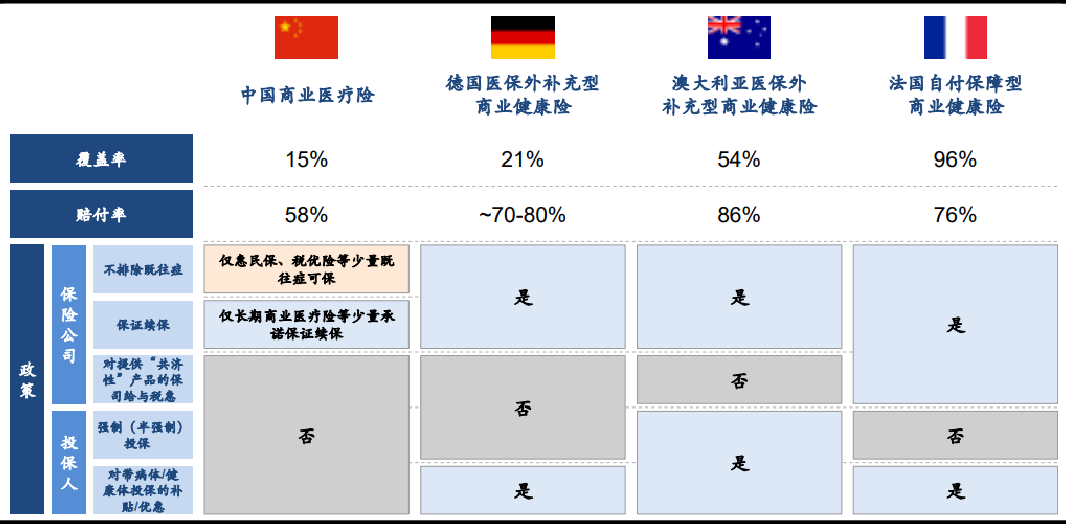 中国商业医疗险
德国医保外补充型
商业健康险
澳大利亚医保外
补充型商业健康险
法国自付保障型
商业健康险
覆盖率
15%
21%
54%
96%
赔付率
58%
~70-80%
86%
76%
政策
保险公司
不排除既往症
仅惠民保、税优险等少量既
往症可保
是
是
是
保证续保
仅长期商业医疗险等少量承
诺保证续保
对提供“共济
性”产品的保
司给与税惠
否
否
否
投保人
强制（半强制）
投保
是
否
对带病体/健
康体投保的补
贴/优惠
是
是